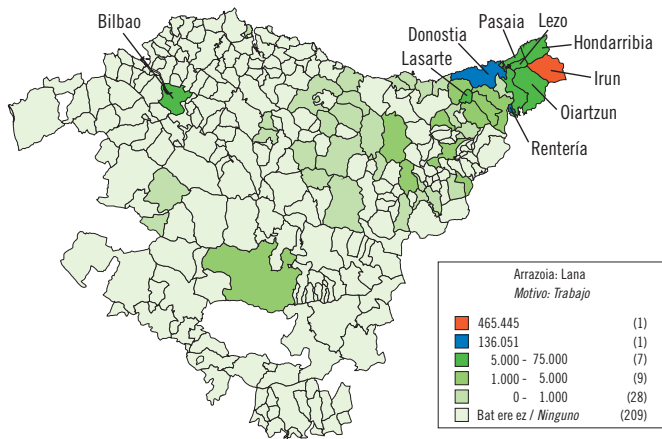 Bilbao
Donostia
Pasaia
Lezo
Lasarte
Hondarribia
Irun
Oiartzun
Rentería
Arrazoia: Lana
Motivo: Trabajo
465.445 (1)
136.051 (1)
5.000 - 75.000 (7)
1.000 - 5.000 (9)
0 - 1.000 (28)
Bat ere ez / Ninguno (209)